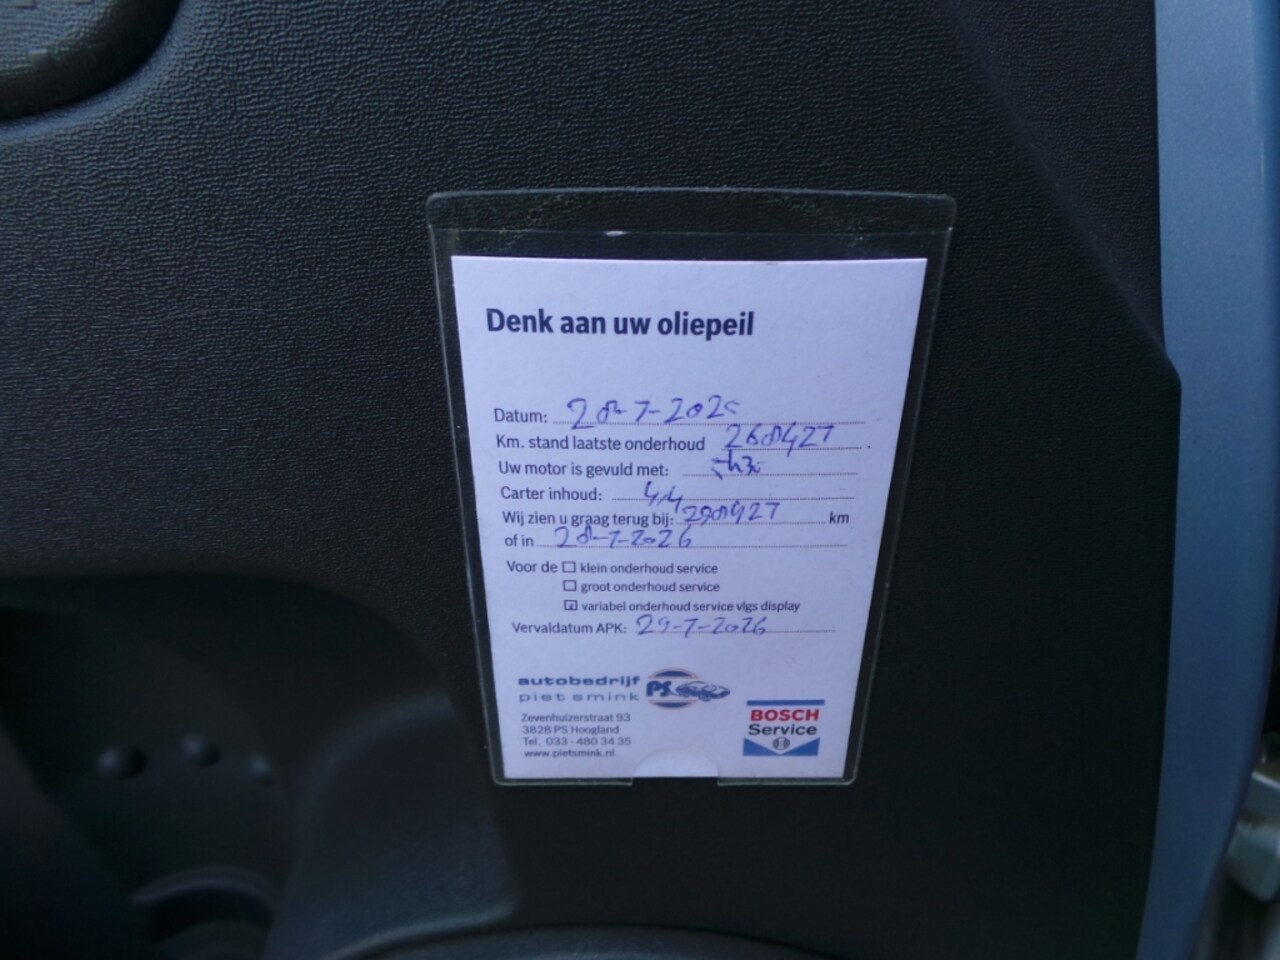 Denk aan uw oliepeil
Datum: 28-7-2025
Km. stand laatste onderhoud 268427
Uw motor is gevuld met:
Carter inhoud: 4,4
Wij zien u graag terug bij: 298427 km
of in 28-7-2026
Voor de klein onderhoud service
groot onderhoud service
variabel onderhoud service vlgs display
Vervaldatum APK: 29-7-2026
autobedrijf
piet smink
PS
Zevenhuizerstraat 93
3828 PS Hoogland
Tel. 033 - 480 34 35
www.pietsmink.nl
BOSCH
Service